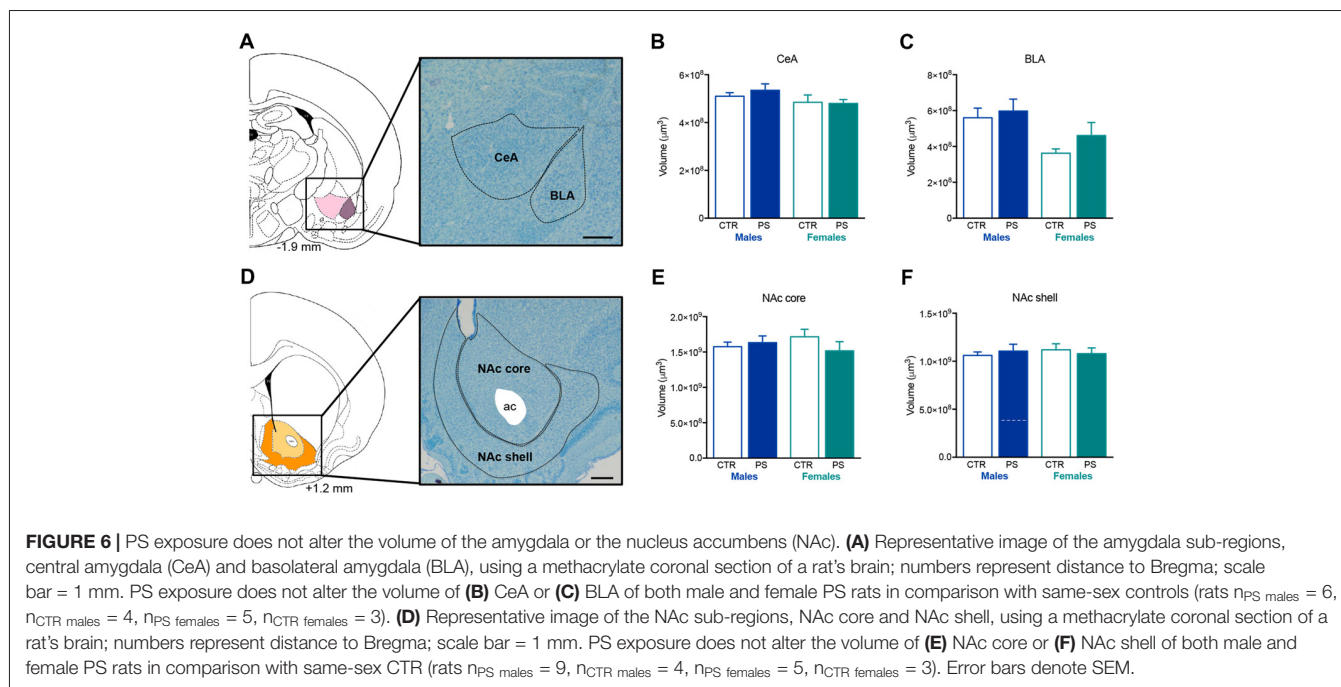 A
CeA
BLA
-1.9 mm
B
CeA
Volume (μm³)
6×10⁸
4×10⁸
2×10⁸
0
CTR PS CTR PS
Males Females
C
BLA
Volume (μm³)
8×10⁸
6×10⁸
4×10⁸
2×10⁸
0
CTR PS CTR PS
Males Females
D
NAc core
ac
NAc shell
+1.2 mm
E
NAc core
Volume (μm³)
2.0×10⁹
1.5×10⁹
1.0×10⁹
5.0×10⁸
0.0
CTR PS CTR PS
Males Females
F
NAc shell
Volume (μm³)
1.5×10⁹
1.0×10⁹
5.0×10⁸
0.0
CTR PS CTR PS
Males Females
FIGURE 6 | PS exposure does not alter the volume of the amygdala or the nucleus accumbens (NAc). (A) Representative image of the amygdala sub-regions,
central amygdala (CeA) and basolateral amygdala (BLA), using a methacrylate coronal section of a rat's brain; numbers represent distance to Bregma; scale
bar = 1 mm. PS exposure does not alter the volume of (B) CeA or (C) BLA of both male and female PS rats in comparison with same-sex controls (rats n_PS males = 6,
n_CTR males = 4, n_PS females = 5, n_CTR females = 3). (D) Representative image of the NAc sub-regions, NAc core and NAc shell, using a methacrylate coronal section of a
rat's brain; numbers represent distance to Bregma; scale bar = 1 mm. PS exposure does not alter the volume of (E) NAc core or (F) NAc shell of both male and
female PS rats in comparison with same-sex CTR (rats n_PS males = 9, n_CTR males = 4, n_PS females = 5, n_CTR females = 3). Error bars denote SEM.